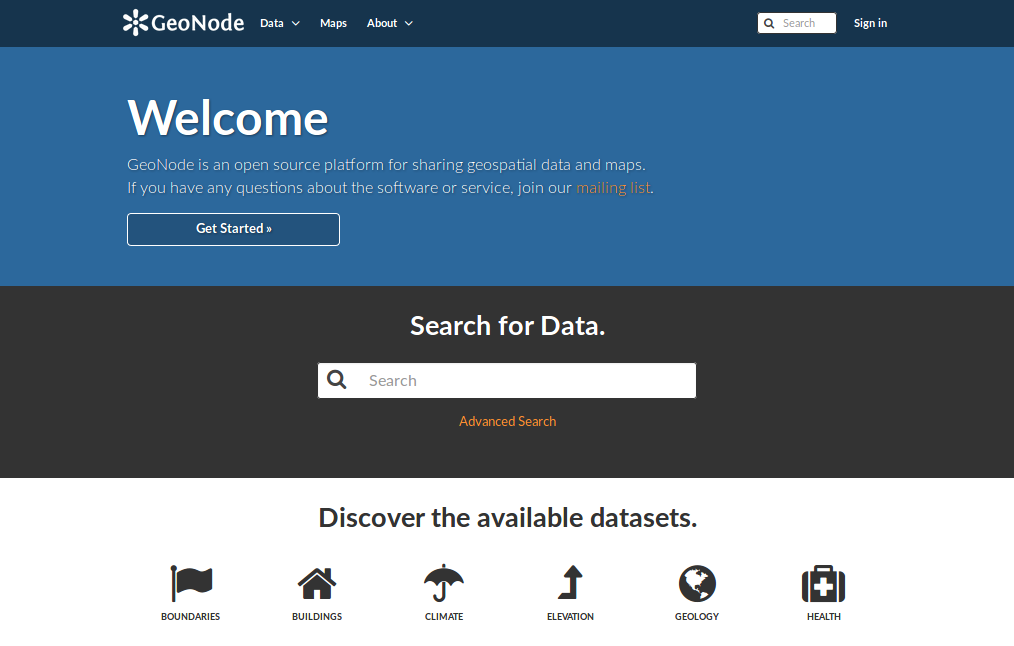 GeoNode Data Maps About Search Sign in
Welcome
GeoNode is an open source platform for sharing geospatial data and maps.
If you have any questions about the software or service, join our mailing list.
Get Started »
Search for Data.
Search
Advanced Search
Discover the available datasets.
BOUNDARIES BUILDINGS CLIMATE ELEVATION GEOLOGY HEALTH